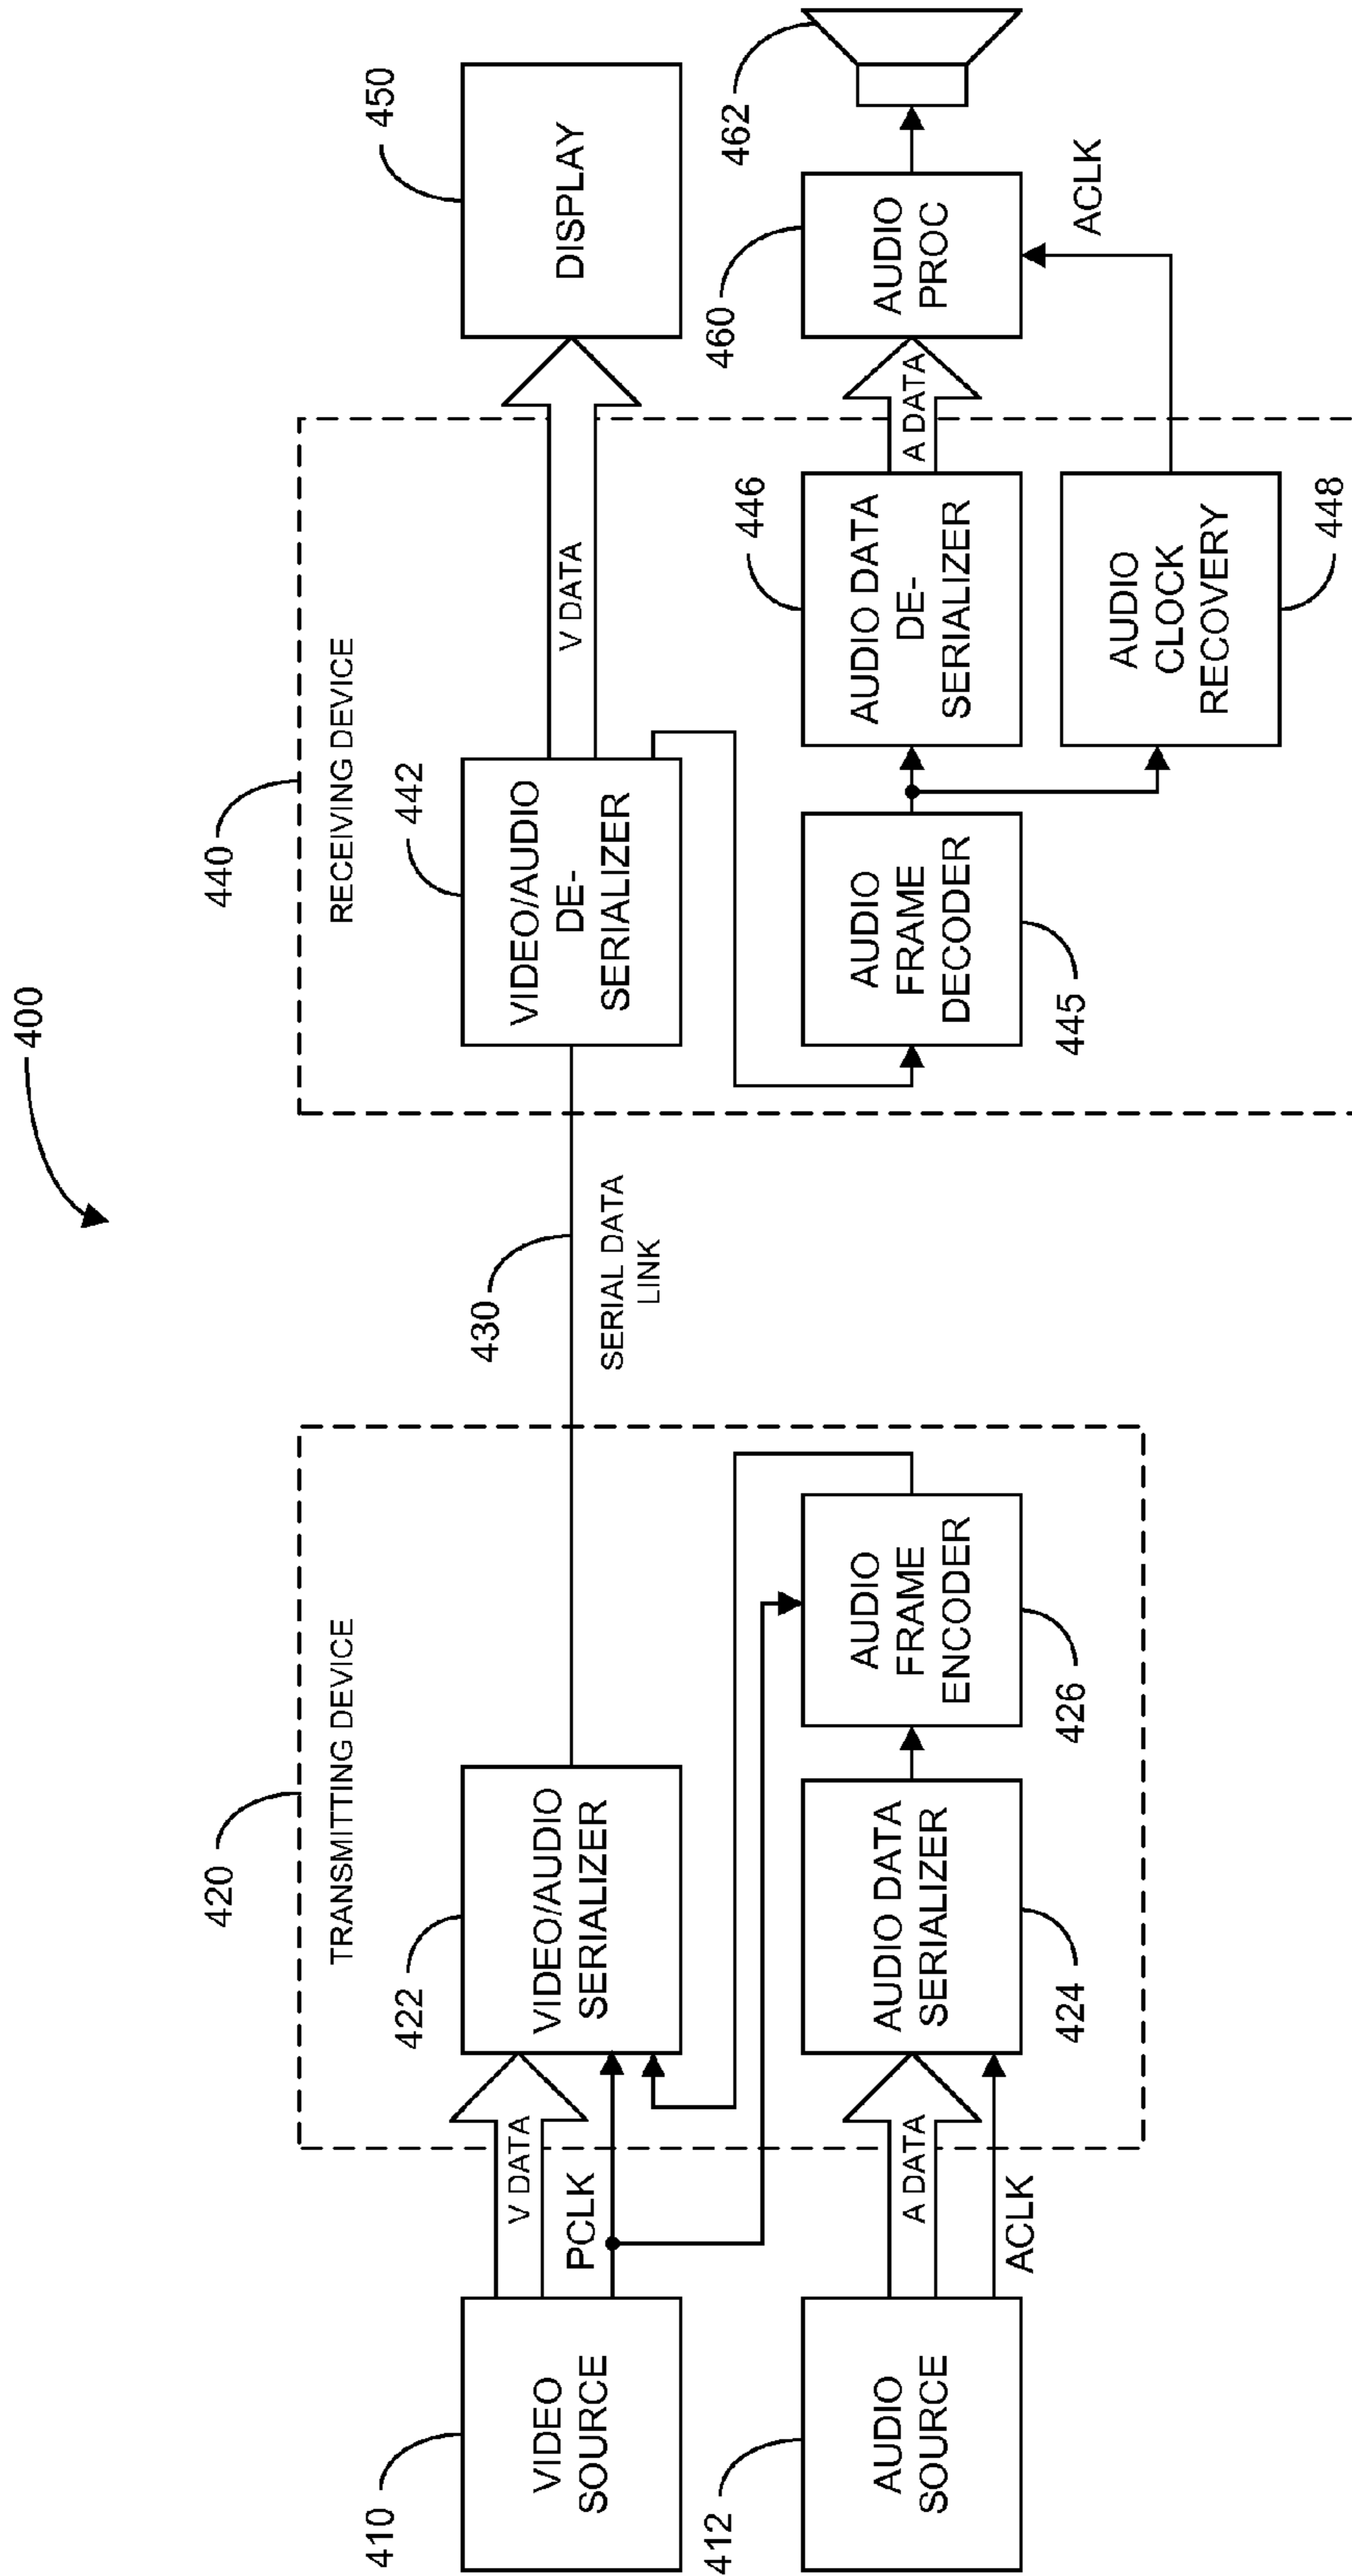 400
410
VIDEO
SOURCE
412
AUDIO
SOURCE
V DATA
PCLK
A DATA
ACLK
420
TRANSMITTING DEVICE
422
VIDEO/AUDIO
SERIALIZER
AUDIO DATA
SERIALIZER
424
AUDIO
FRAME
ENCODER
426
430
SERIAL DATA
LINK
440
RECEIVING DEVICE
442
VIDEO/AUDIO
DE-
SERIALIZER
AUDIO
FRAME
DECODER
445
446
AUDIO DATA
DE-
SERIALIZER
AUDIO
CLOCK
RECOVERY
448
V DATA
A DATA
450
DISPLAY
460
AUDIO
PROC
ACLK
462